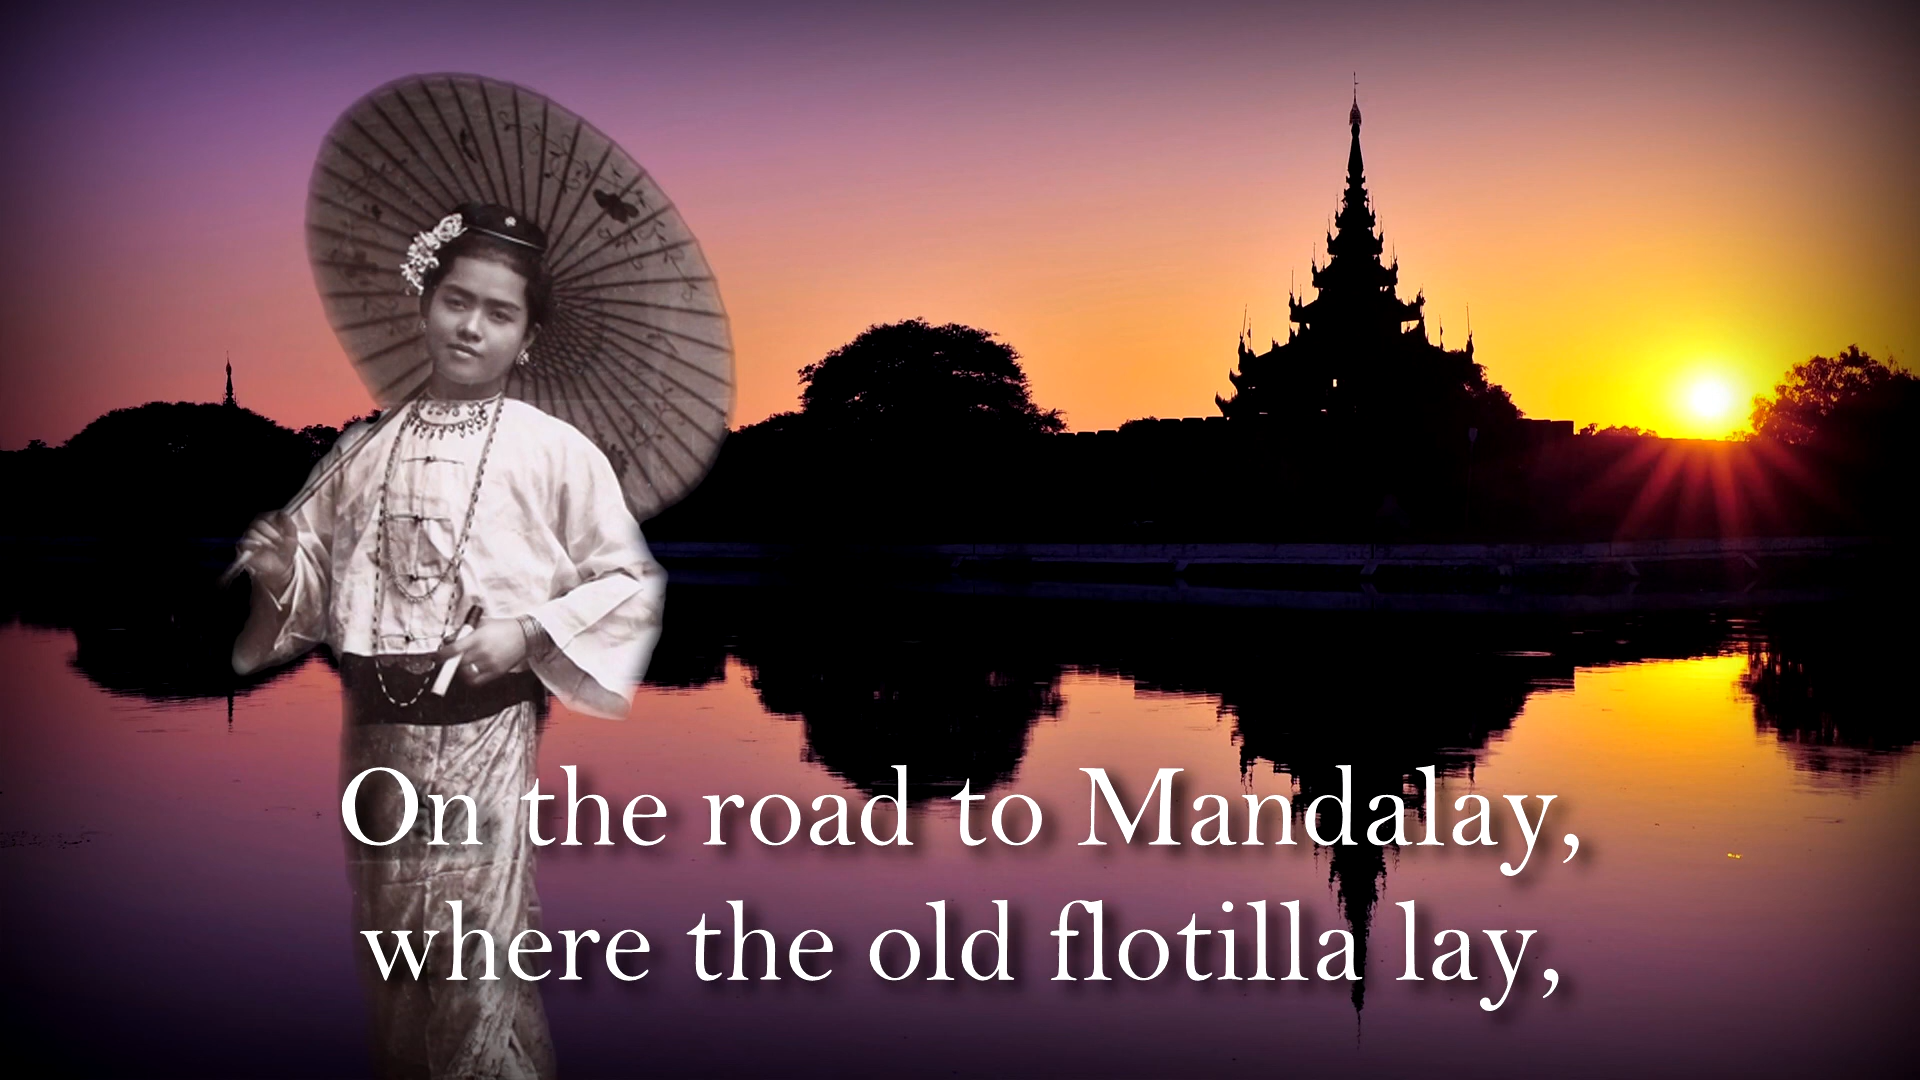 On the road to Mandalay,
where the old flotilla lay,